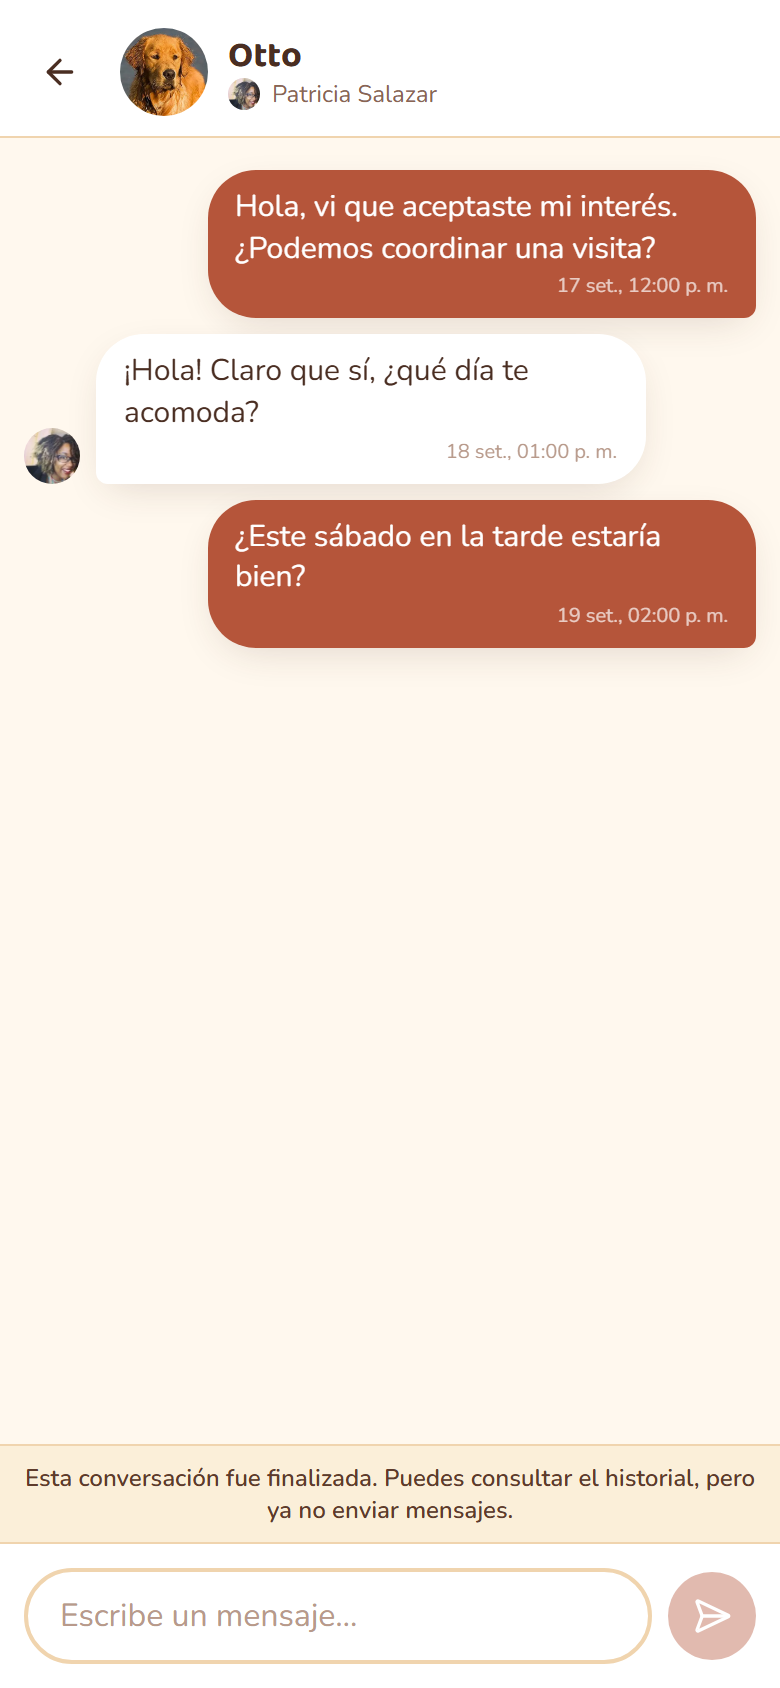 Otto
Patricia Salazar
Hola, vi que aceptaste mi interés.
¿Podemos coordinar una visita?
17 set., 12:00 p. m.
¡Hola! Claro que sí, ¿qué día te
acomoda?
18 set., 01:00 p. m.
¿Este sábado en la tarde estaría
bien?
19 set., 02:00 p. m.
Esta conversación fue finalizada. Puedes consultar el historial, pero
ya no enviar mensajes.
Escribe un mensaje...